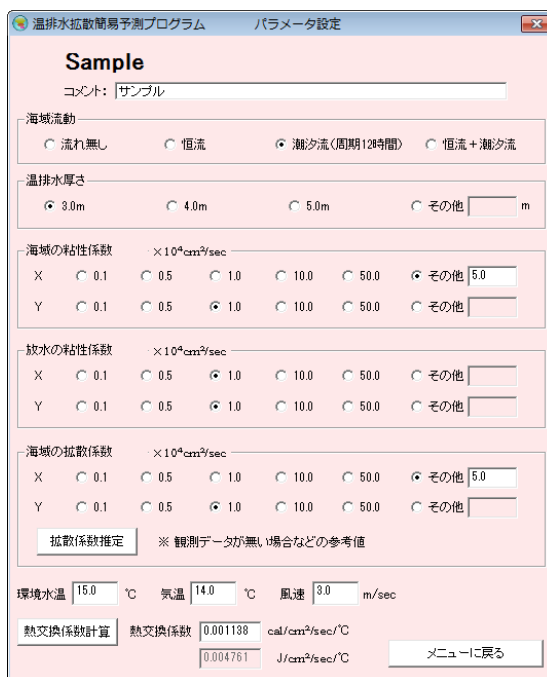 温排水拡散簡易予測プログラム パラメータ設定
Sample
コメント: サンプル
海域流動
流れ無し 恒流 潮汐流(周期12時間) 恒流+潮汐流
温排水厚さ
3.0m 4.0m 5.0m その他 m
海域の粘性係数 ×10⁴cm²/sec
X 0.1 0.5 1.0 10.0 50.0 その他 5.0
Y 0.1 0.5 1.0 10.0 50.0 その他
放水の粘性係数 ×10⁴cm²/sec
X 0.1 0.5 1.0 10.0 50.0 その他
Y 0.1 0.5 1.0 10.0 50.0 その他
海域の拡散係数 ×10⁴cm²/sec
X 0.1 0.5 1.0 10.0 50.0 その他 5.0
Y 0.1 0.5 1.0 10.0 50.0 その他
拡散係数推定 ※ 観測データが無い場合などの参考値
環境水温 15.0 ℃ 気温 14.0 ℃ 風速 3.0 m/sec
熱交換係数計算 熱交換係数 0.001138 cal/cm²/sec/℃
0.004761 J/cm²/sec/℃ メニューに戻る